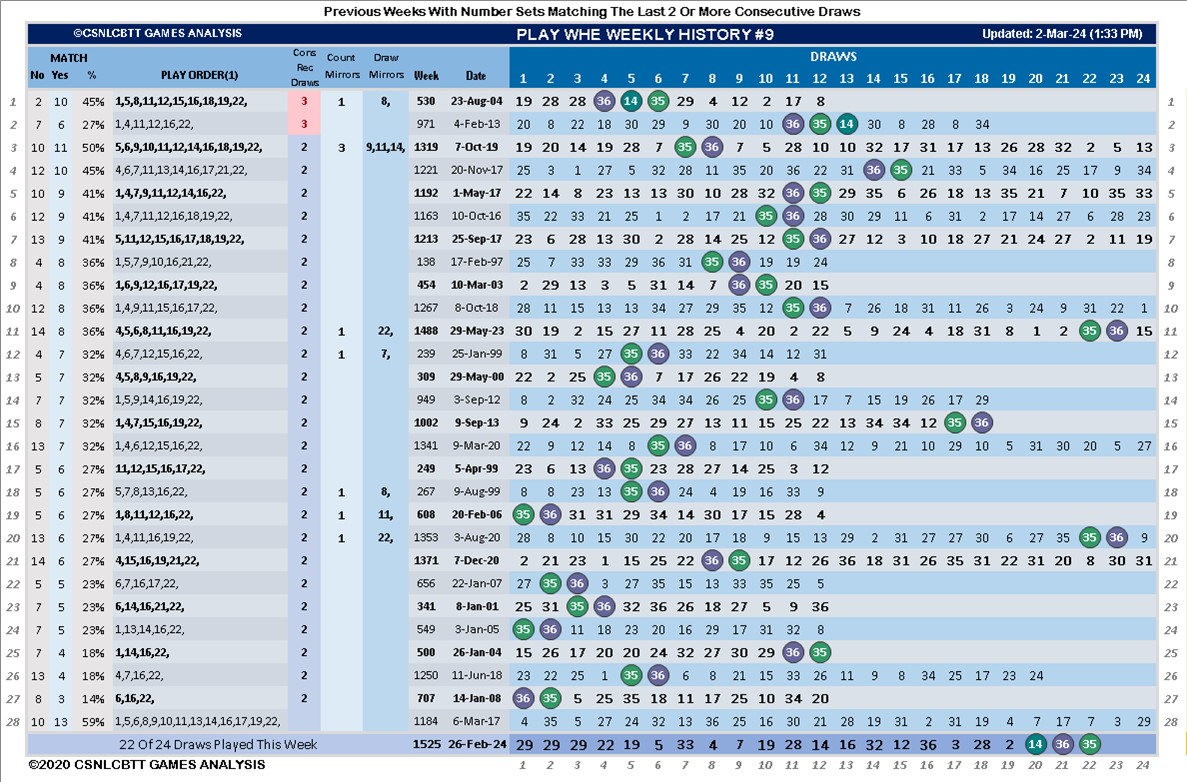 Previous Weeks With Number Sets Matching The Last 2 Or More Consecutive Draws
©CSNLCBTT GAMES ANALYSIS PLAY WHE WEEKLY HISTORY #9 Updated: 2-Mar-24 (1:33 PM)
MATCH Cons Rec Draws Count Mirrors Draw Mirrors DRAWS
No Yes % PLAY ORDER(1) Week Date 1 2 3 4 5 6 7 8 9 10 11 12 13 14 15 16 17 18 19 20 21 22 23 24
1 2 10 45% 1,5,8,11,12,15,16,18,19,22, 3 1 8, 530 23-Aug-04 19 28 28 36 14 35 29 4 12 2 17 8 1
2 7 6 27% 1,4,11,12,16,22, 3 971 4-Feb-13 20 8 22 18 30 29 9 30 20 10 36 35 14 30 8 28 8 34 2
3 10 11 50% 5,6,9,10,11,12,14,16,18,19,22, 2 3 9,11,14, 1319 7-Oct-19 19 20 14 19 28 7 35 36 7 5 28 10 10 32 17 31 17 13 26 28 32 2 5 13 3
4 12 10 45% 4,6,7,11,13,14,16,17,21,22, 2 1221 20-Nov-17 25 3 1 27 5 32 28 11 35 20 36 22 31 36 35 21 33 5 34 16 25 17 9 34 4
5 10 9 41% 1,4,7,9,11,12,14,16,22, 2 1192 1-May-17 22 14 8 23 13 13 30 10 28 32 36 35 29 35 6 26 18 13 35 21 7 10 35 33 5
6 12 9 41% 1,4,7,11,12,16,18,19,22, 2 1163 10-Oct-16 35 22 33 21 25 1 2 17 21 35 36 28 30 29 11 6 31 2 17 14 27 6 28 23 6
7 13 9 41% 5,11,12,15,16,17,18,19,22, 2 1213 25-Sep-17 23 6 28 13 30 2 28 14 25 12 35 36 27 12 3 10 18 27 21 24 27 2 11 19 7
8 4 8 36% 1,5,7,9,10,16,21,22, 2 138 17-Feb-97 25 7 33 33 29 36 31 35 36 19 19 24 8
9 4 8 36% 1,6,9,12,16,17,19,22, 2 454 10-Mar-03 2 29 13 3 5 31 14 7 36 35 20 15 9
10 12 8 36% 1,4,9,11,15,16,17,22, 2 1267 8-Oct-18 28 11 15 13 13 34 25 19 28 12 35 36 7 26 18 31 11 26 3 24 9 31 22 1 10
11 14 8 36% 4,5,6,8,11,16,19,22, 2 1 22, 1488 29-May-23 30 19 2 15 27 11 28 25 4 20 2 22 5 9 24 4 18 31 8 1 2 35 36 15 11
12 4 7 32% 4,6,7,12,15,16,22, 2 1 7, 239 25-Jan-99 8 31 5 27 35 36 33 22 34 14 12 31 12
13 5 7 32% 4,5,8,9,16,19,22, 2 309 29-May-00 22 2 25 35 36 7 17 26 22 19 4 8 13
14 7 7 32% 1,5,9,14,16,19,22, 2 949 3-Sep-12 8 2 32 24 25 34 34 26 25 35 36 17 7 15 19 26 17 29 14
15 8 7 32% 1,4,7,15,16,19,22, 2 1002 9-Sep-13 9 24 2 33 25 29 27 13 11 15 25 22 13 34 34 12 35 36 15
16 13 7 32% 1,4,6,12,15,16,22, 2 1341 9-Mar-20 22 9 12 14 8 35 36 8 17 10 6 34 12 9 21 10 29 10 5 31 30 20 5 27 16
17 5 6 27% 11,12,15,16,17,22, 2 249 5-Apr-99 23 6 13 36 35 23 28 27 14 25 3 12 17
18 5 6 27% 5,7,8,13,16,22, 2 1 8, 267 9-Aug-99 8 8 23 13 35 36 24 4 19 16 33 9 18
19 5 6 27% 1,8,11,12,16,22, 2 1 11, 608 20-Feb-06 35 36 31 31 29 34 14 30 17 15 28 4 19
20 13 6 27% 1,4,11,16,19,22, 2 1 22, 1353 3-Aug-20 28 8 10 15 30 22 20 17 18 9 15 13 29 2 31 27 27 30 6 27 35 35 36 9 20
21 14 6 27% 4,15,16,19,21,22, 2 1371 7-Dec-20 2 21 23 1 15 25 22 36 35 17 12 26 36 18 31 26 35 31 22 31 20 8 30 31 21
22 5 5 23% 6,7,16,17,22, 2 656 22-Jan-07 27 35 36 3 27 35 15 13 33 35 25 5 22
23 7 5 23% 6,14,16,21,22, 2 341 8-Jan-01 25 31 35 36 32 36 26 18 27 5 9 36 23
24 7 5 23% 1,13,14,16,22, 2 549 3-Jan-05 35 36 11 18 23 20 16 29 17 31 32 8 24
25 7 4 18% 1,14,16,22, 2 500 26-Jan-04 15 26 17 20 20 24 32 27 30 29 36 35 25
26 13 4 18% 4,7,16,22, 2 1250 11-Jun-18 23 22 25 1 35 36 6 8 21 15 33 26 11 9 8 34 25 17 23 24 26
27 8 3 14% 6,16,22, 2 707 14-Jan-08 36 35 5 25 35 18 11 17 25 10 34 20 27
28 10 13 59% 1,5,6,8,9,10,11,13,14,16,17,19,22, 1184 6-Mar-17 4 35 5 27 24 32 13 36 25 16 30 21 28 19 31 2 31 19 4 7 17 7 3 29 28
22 Of 24 Draws Played This Week 1525 26-Feb-24 29 29 29 22 19 5 33 4 7 19 28 14 16 32 12 36 3 28 2 14 36 35
©2020 CSNLCBTT GAMES ANALYSIS 1 2 3 4 5 6 7 8 9 10 11 12 13 14 15 16 17 18 19 20 21 22 23 24